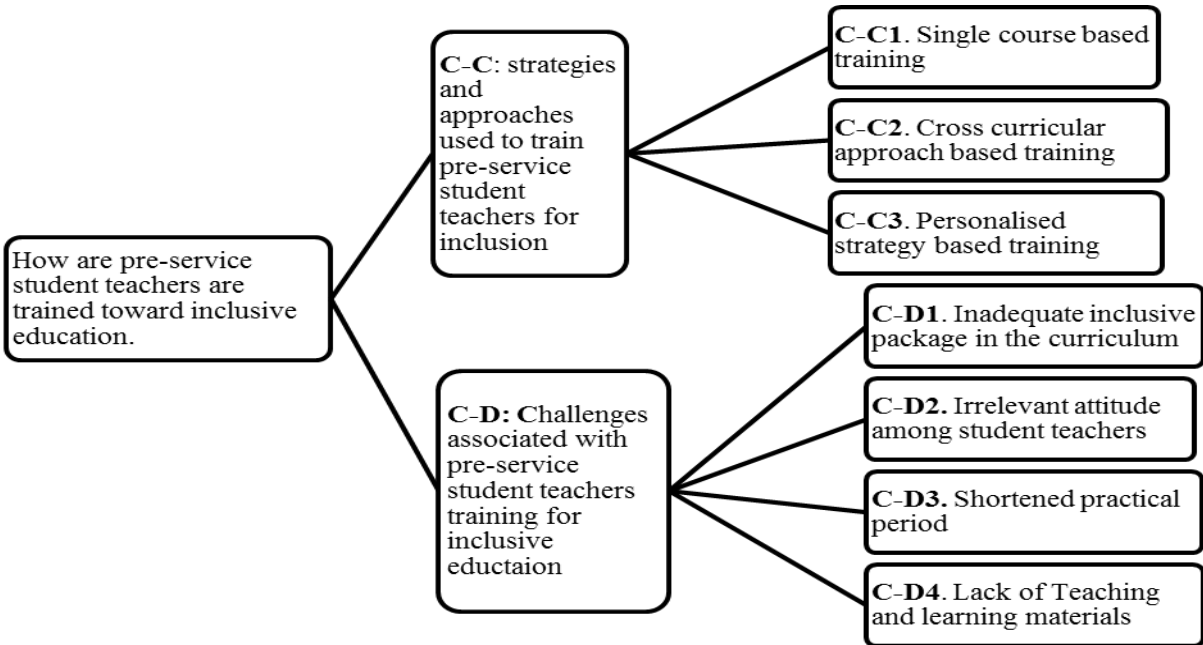 How are pre-service
student teachers are
trained toward inclusive
education.
C-C: strategies
and
approaches
used to train
pre-service
student
teachers for
inclusion
C-C1. Single course based
training
C-C2. Cross curricular
approach based training
C-C3. Personalised
strategy based training
C-D: Challenges
associated with
pre-service
student teachers
training for
inclusive
eductaion
C-D1. Inadequate inclusive
package in the curriculum
C-D2. Irrelevant attitude
among student teachers
C-D3. Shortened practical
period
C-D4. Lack of Teaching
and learning materials